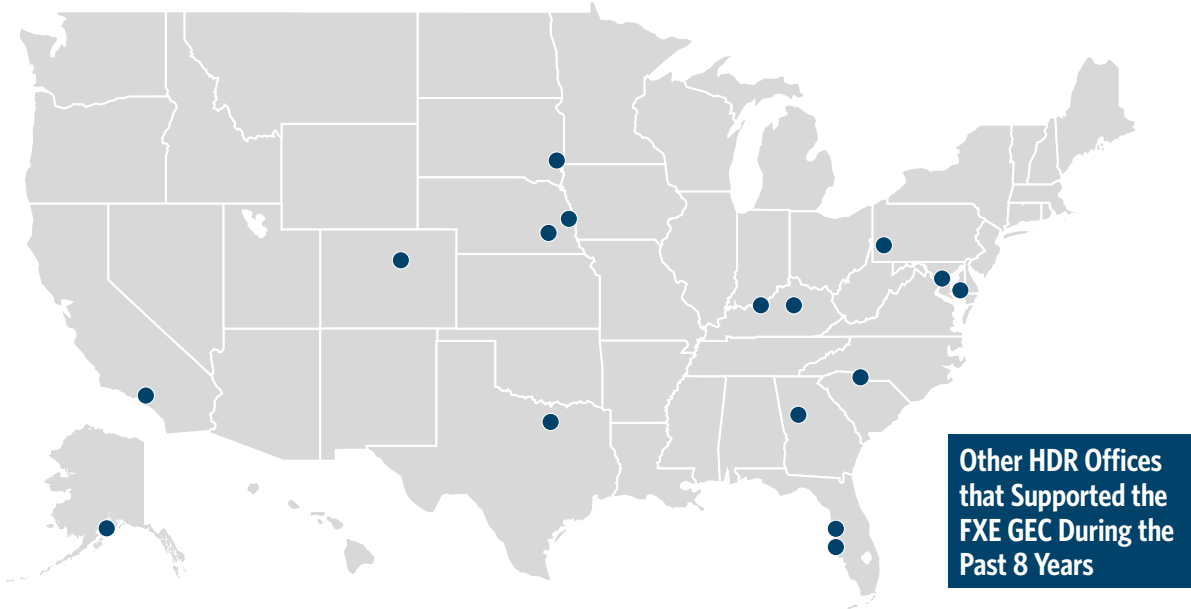 Other HDR Offices
that Supported the
FXE GEC During the
Past 8 Years